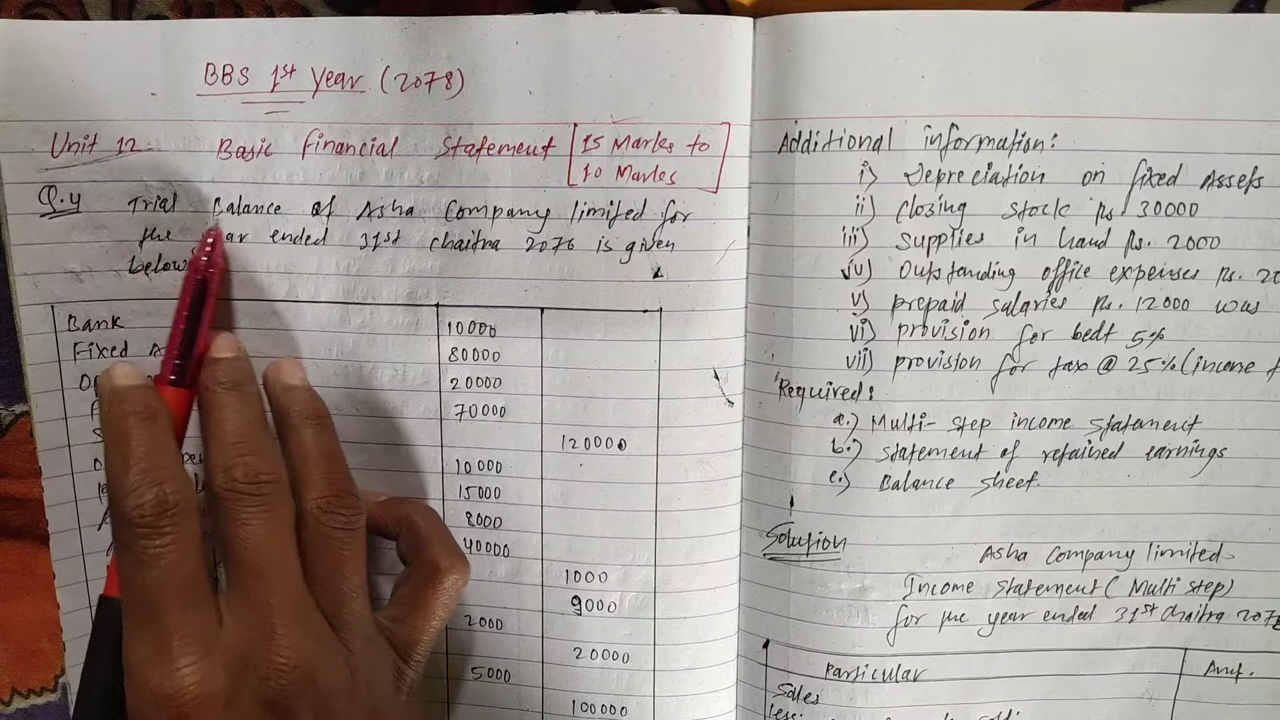 BBS 1st Year (2078)
Unit 12 Basic Financial Statement [15 Marks to
10 Marks]
Q.4 Trial Balance of Asha Company limited for
the ar ended 31st Chaitra 2076 is given
below
Bank 10000
Fixed A 80000
20000
70000
120000
10000
15000
8000
40000
1000
9000
2000
20000
5000
100000
Additional information:
i) Depreciation on fixed Assets
ii) Closing stock Rs. 30000
iii) Supplies in hand Rs. 2000
iv) Outstanding office expenses Rs. 20
v) prepaid salaries Rs. 12000 was
vi) provision for bedt 5%
vii) provision for tax @ 25% (income t
Required:
a.) Multi-step income statement
b.) statement of retained earnings
c.) Balance sheet.
Solution
Asha Company limited
Income statement (Multi step)
for the year ended 31st Chaitra 2076
Particular Amt.
Sales
less: